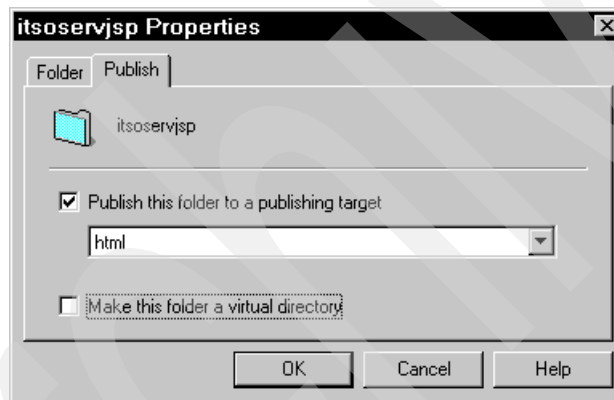 itsoservjsp Properties
Folder Publish
itsoservjsp
Publish this folder to a publishing target
html
Make this folder a virtual directory
OK Cancel Help